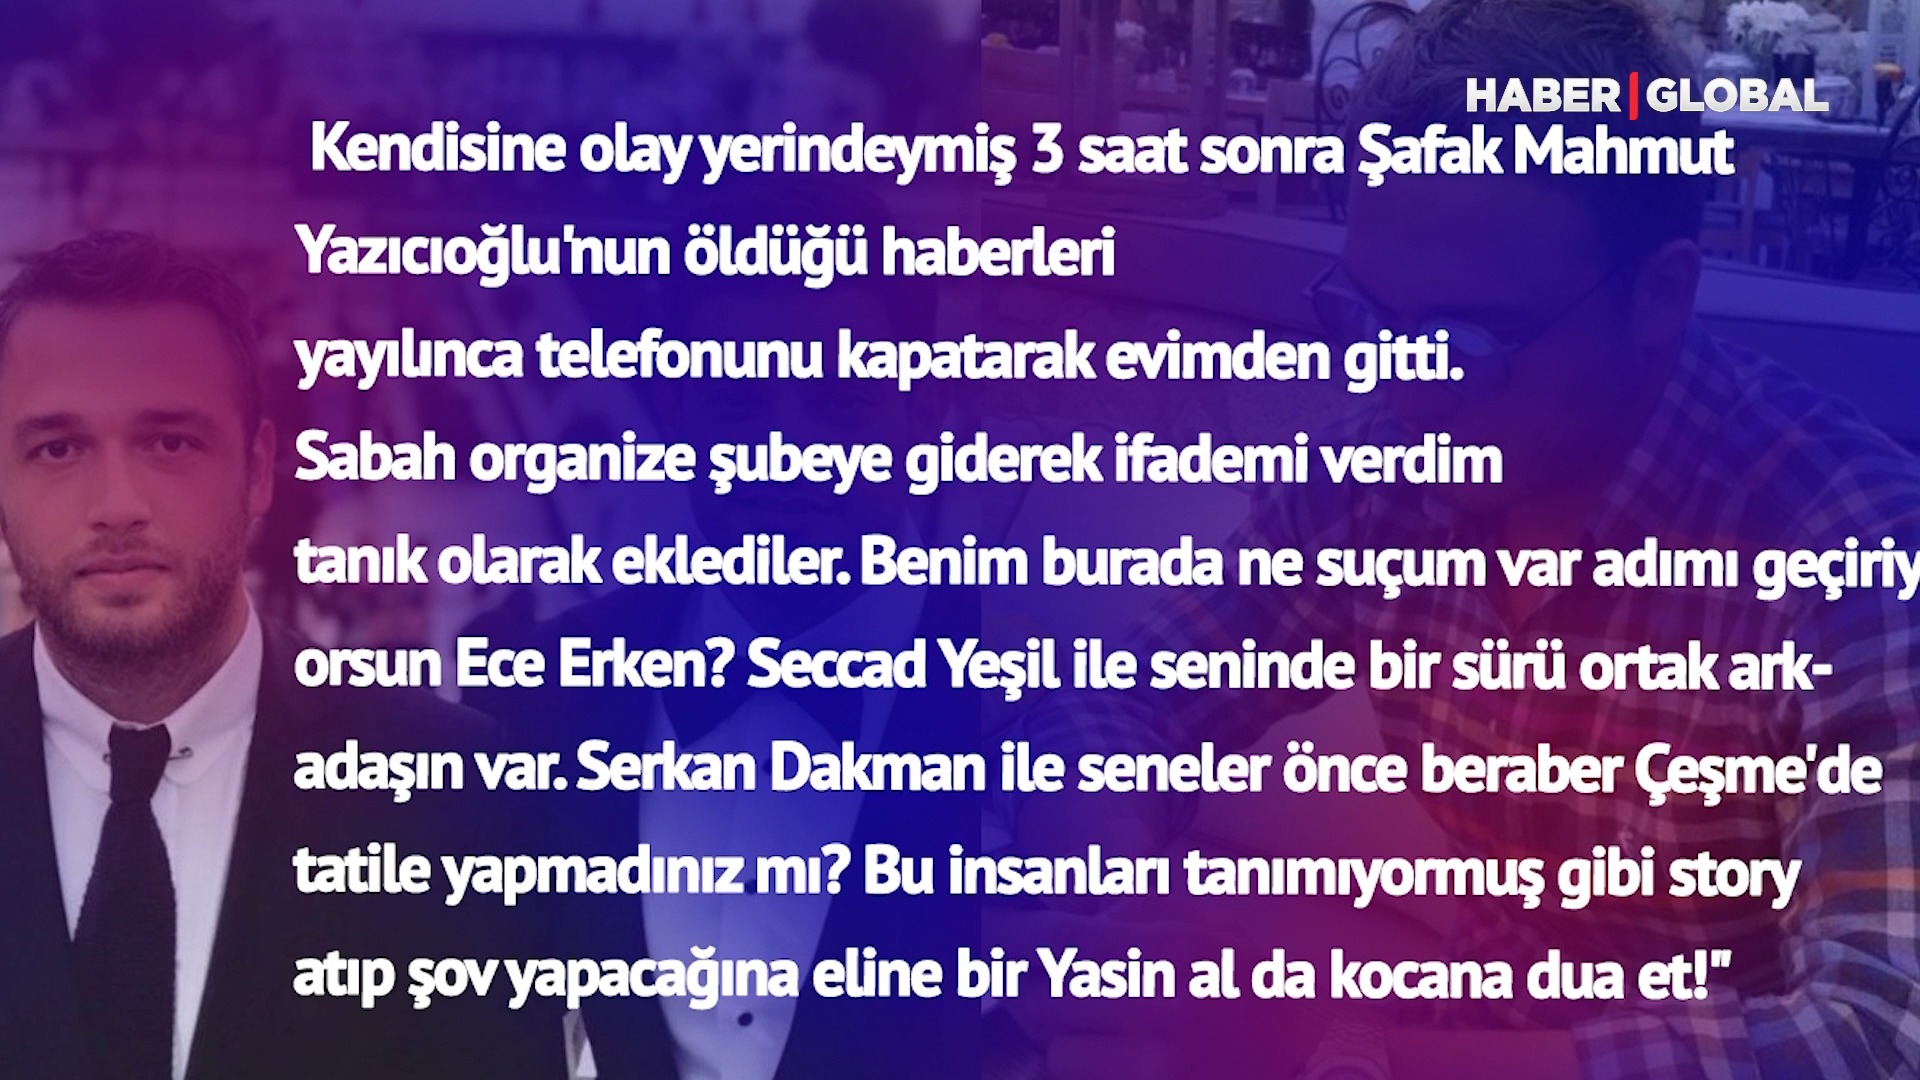 HABER|GLOBAL
Kendisine olay yerindeymiş 3 saat sonra Şafak Mahmut
Yazıcıoğlu'nun öldüğü haberleri
yayılınca telefonunu kapatarak evimden gitti.
Sabah organize şubeye giderek ifademi verdim
tanık olarak eklediler. Benim burada ne suçum var adımı geçiriy
orsun Ece Erken? Seccad Yeşil ile seninde bir sürü ortak ark-
adaşın var. Serkan Dakman ile seneler önce beraber Çeşme'de
tatile yapmadınız mı? Bu insanları tanımıyormuş gibi story
atıp şov yapacağına eline bir Yasin al da kocana dua et!"